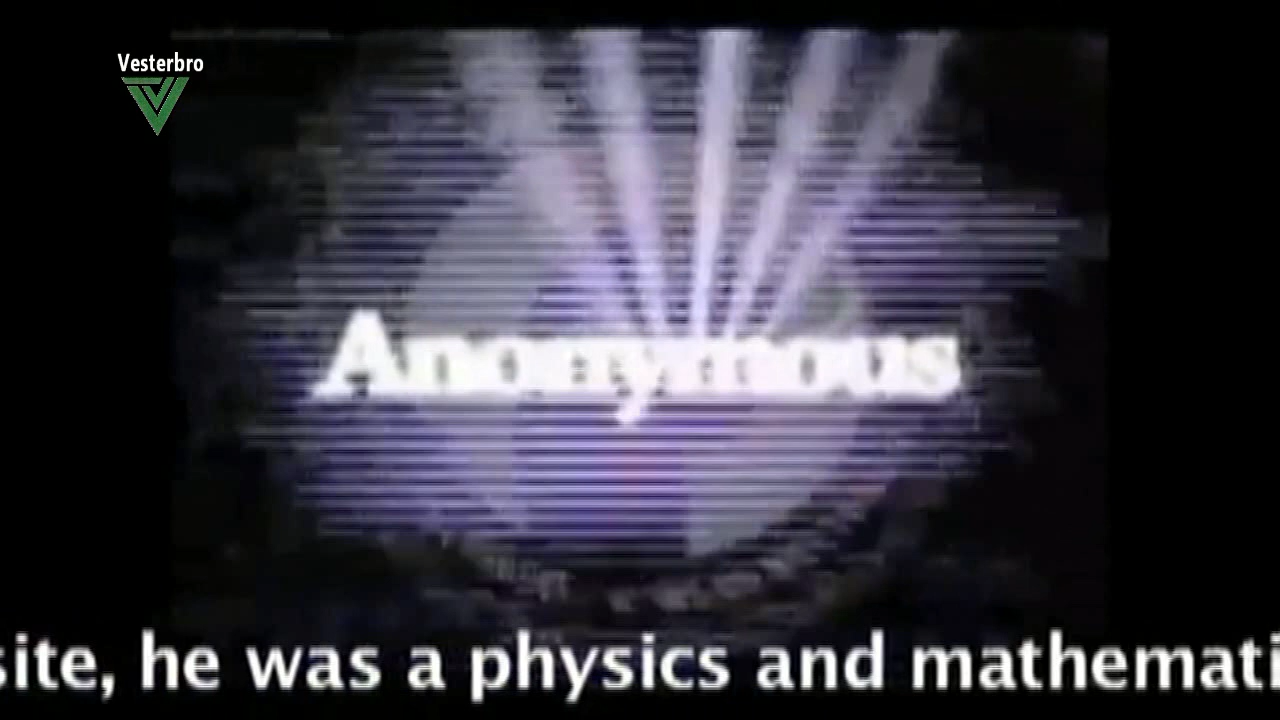 Vesterbro
Anonymous
site, he was a physics and mathemati